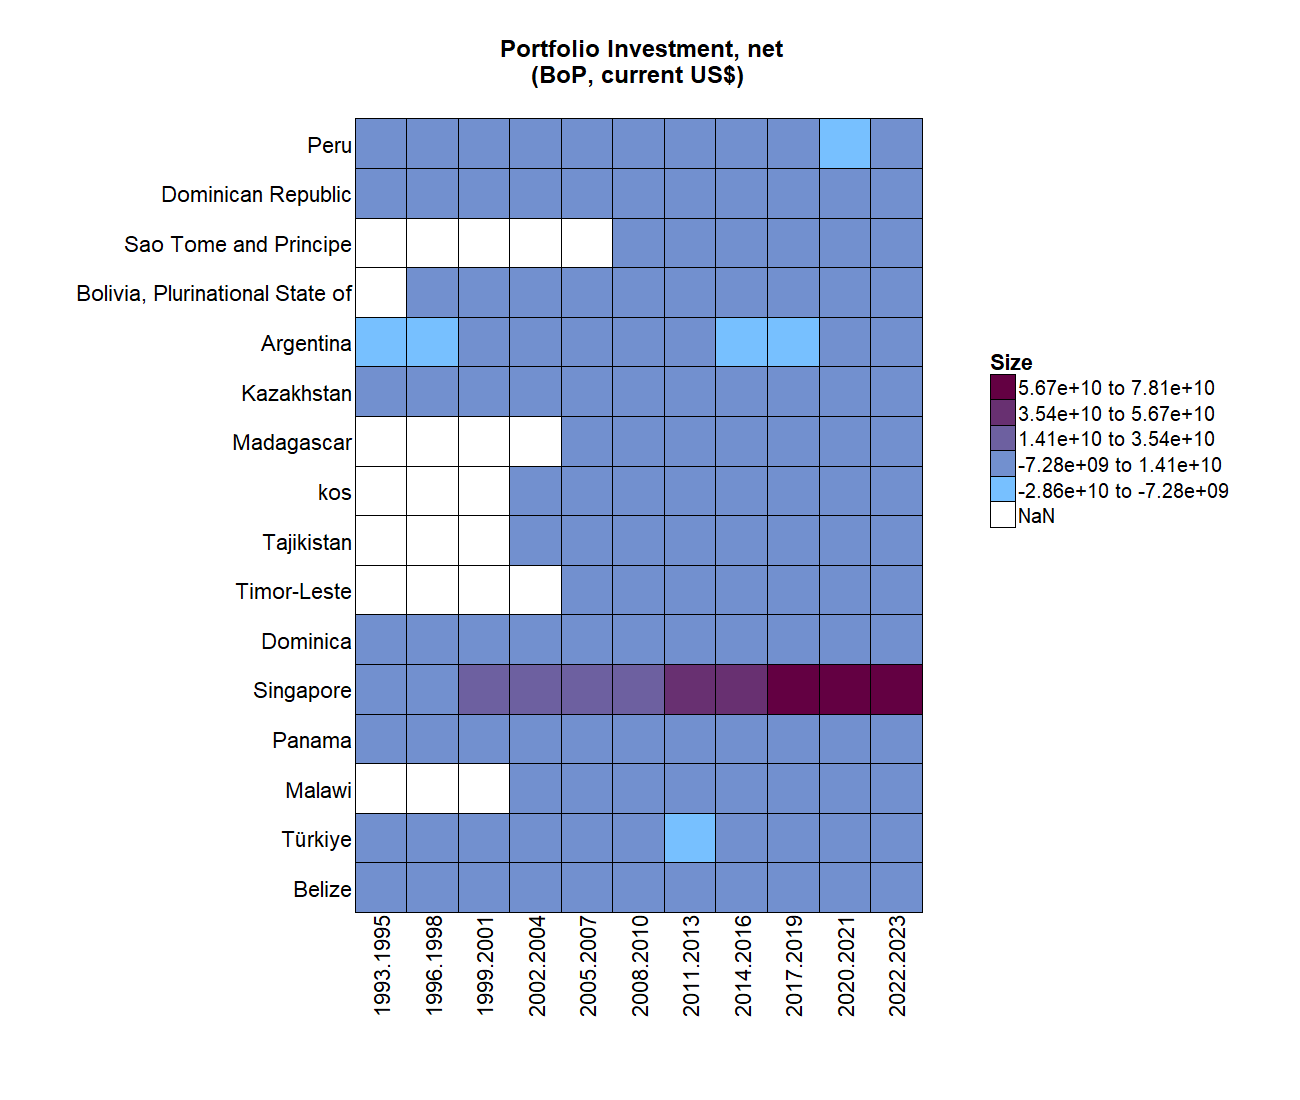 Portfolio Investment, net
(BoP, current US$)
Peru
Dominican Republic
Sao Tome and Principe
Bolivia, Plurinational State of
Argentina
Kazakhstan
Madagascar
kos
Tajikistan
Timor-Leste
Dominica
Singapore
Panama
Malawi
Türkiye
Belize
1993.1995
1996.1998
1999.2001
2002.2004
2005.2007
2008.2010
2011.2013
2014.2016
2017.2019
2020.2021
2022.2023
Size
5.67e+10 to 7.81e+10
3.54e+10 to 5.67e+10
1.41e+10 to 3.54e+10
-7.28e+09 to 1.41e+10
-2.86e+10 to -7.28e+09
NaN